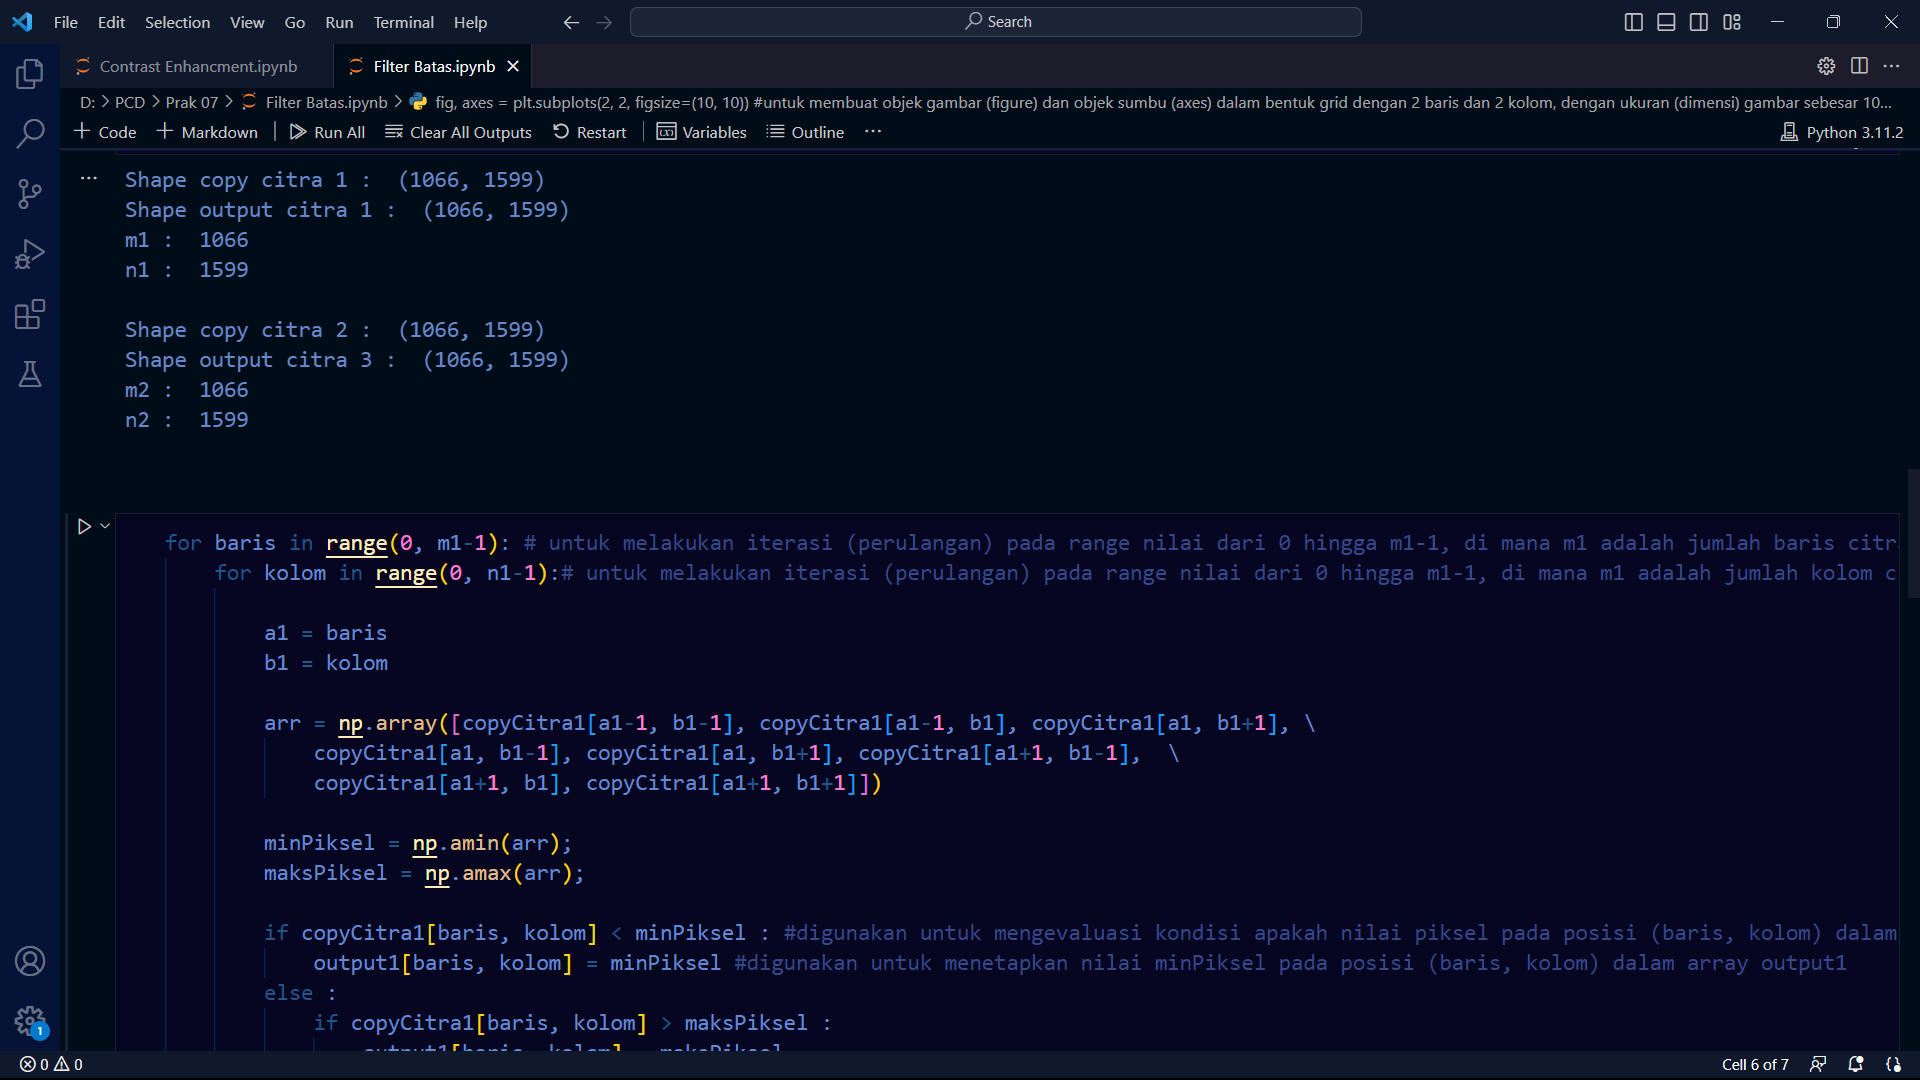 File Edit Selection View Go Run Terminal Help Search
Contrast Enhancment.ipynb Filter Batas.ipynb
D: > PCD > Prak 07 > Filter Batas.ipynb > fig, axes = plt.subplots(2, 2, figsize=(10, 10)) #untuk membuat objek gambar (figure) dan objek sumbu (axes) dalam bentuk grid dengan 2 baris dan 2 kolom, dengan ukuran (dimensi) gambar sebesar 10...
+ Code + Markdown | Run All Clear All Outputs Restart | Variables Outline ... Python 3.11.2
... Shape copy citra 1 :  (1066, 1599)
Shape output citra 1 :  (1066, 1599)
m1 :  1066
n1 :  1599
Shape copy citra 2 :  (1066, 1599)
Shape output citra 3 :  (1066, 1599)
m2 :  1066
n2 :  1599
for baris in range(0, m1-1): # untuk melakukan iterasi (perulangan) pada range nilai dari 0 hingga m1-1, di mana m1 adalah jumlah baris citr
for kolom in range(0, n1-1):# untuk melakukan iterasi (perulangan) pada range nilai dari 0 hingga m1-1, di mana m1 adalah jumlah kolom c
a1 = baris
b1 = kolom
arr = np.array([copyCitra1[a1-1, b1-1], copyCitra1[a1-1, b1], copyCitra1[a1, b1+1], \
copyCitra1[a1, b1-1], copyCitra1[a1, b1+1], copyCitra1[a1+1, b1-1],  \
copyCitra1[a1+1, b1], copyCitra1[a1+1, b1+1]])
minPiksel = np.amin(arr);
maksPiksel = np.amax(arr);
if copyCitra1[baris, kolom] < minPiksel : #digunakan untuk mengevaluasi kondisi apakah nilai piksel pada posisi (baris, kolom) dalam
output1[baris, kolom] = minPiksel #digunakan untuk menetapkan nilai minPiksel pada posisi (baris, kolom) dalam array output1
else :
if copyCitra1[baris, kolom] > maksPiksel :
output1[baris, kolom] = maksPiksel
1
0 0 Cell 6 of 7